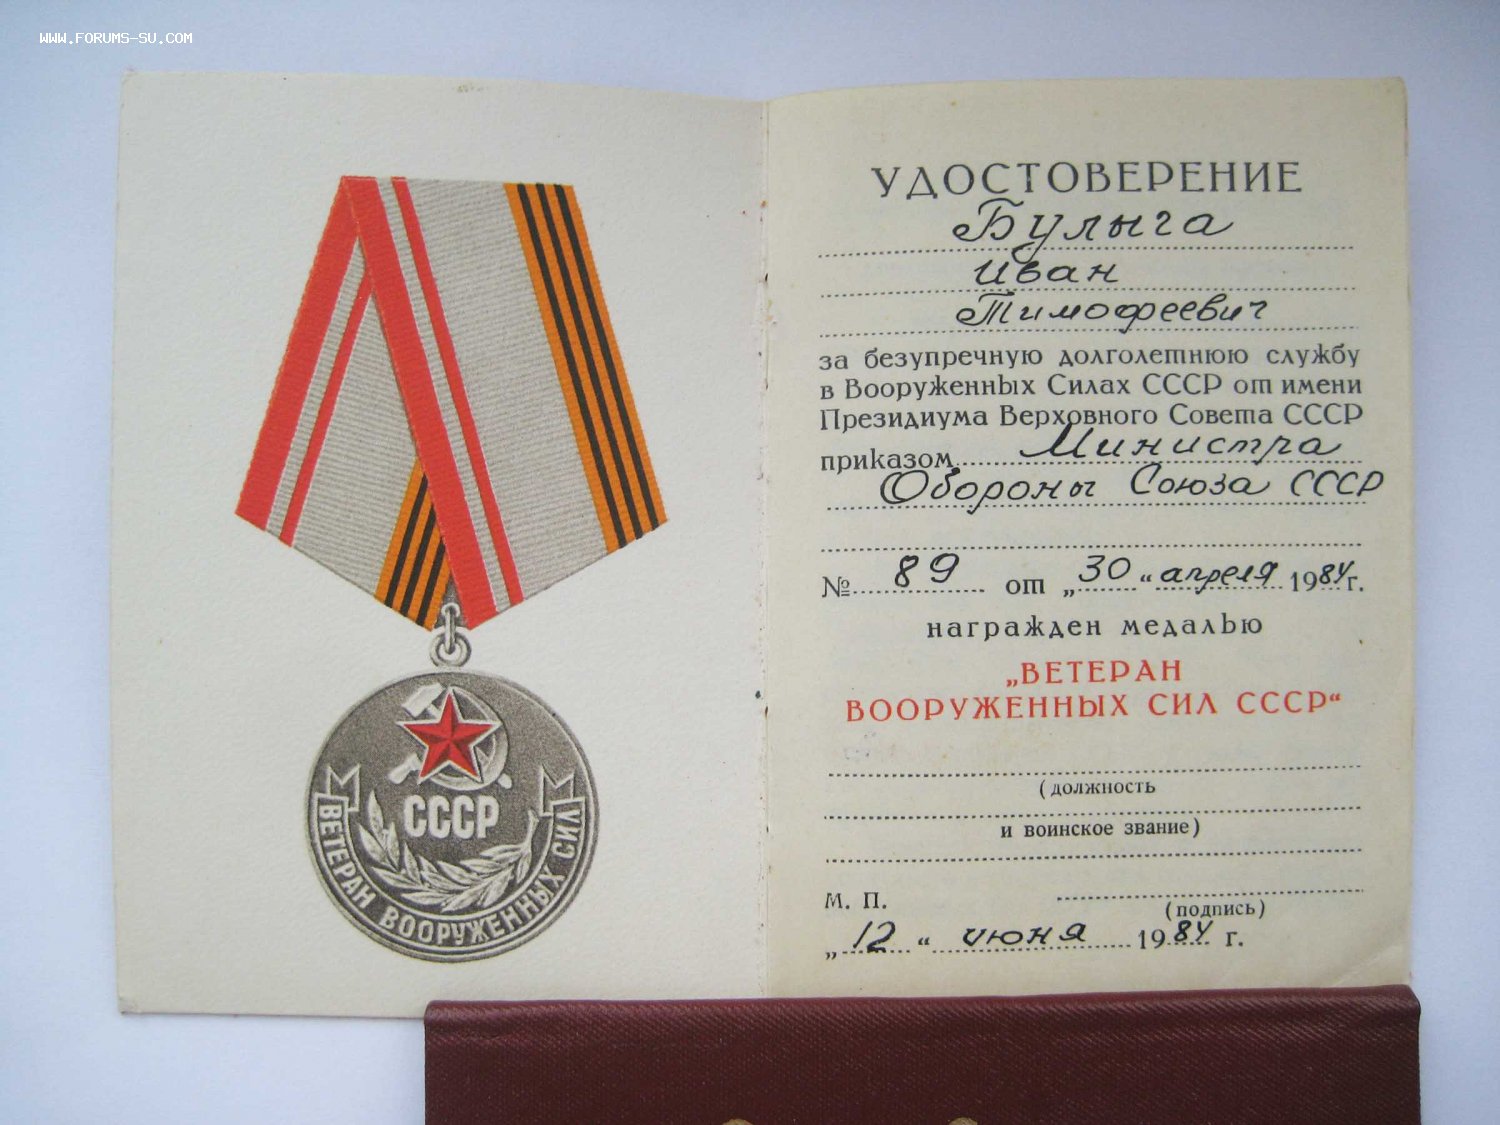 WWW.FORUMS-SU.COM
СССР
ВЕТЕРАН ВООРУЖЕННЫХ СИЛ
УДОСТОВЕРЕНИЕ
Булыга
Иван
Тимофеевич
за безупречную долголетнюю службу
в Вооруженных Силах СССР от имени
Президиума Верховного Совета СССР
приказом Министра
Обороны Союза СССР
№ 89 от „30“ апреля 1984г.
награжден медалью
„ВЕТЕРАН
ВООРУЖЕННЫХ СИЛ СССР“
(должность
и воинское звание)
М. П.
(подпись)
„12“ июня 1984 г.